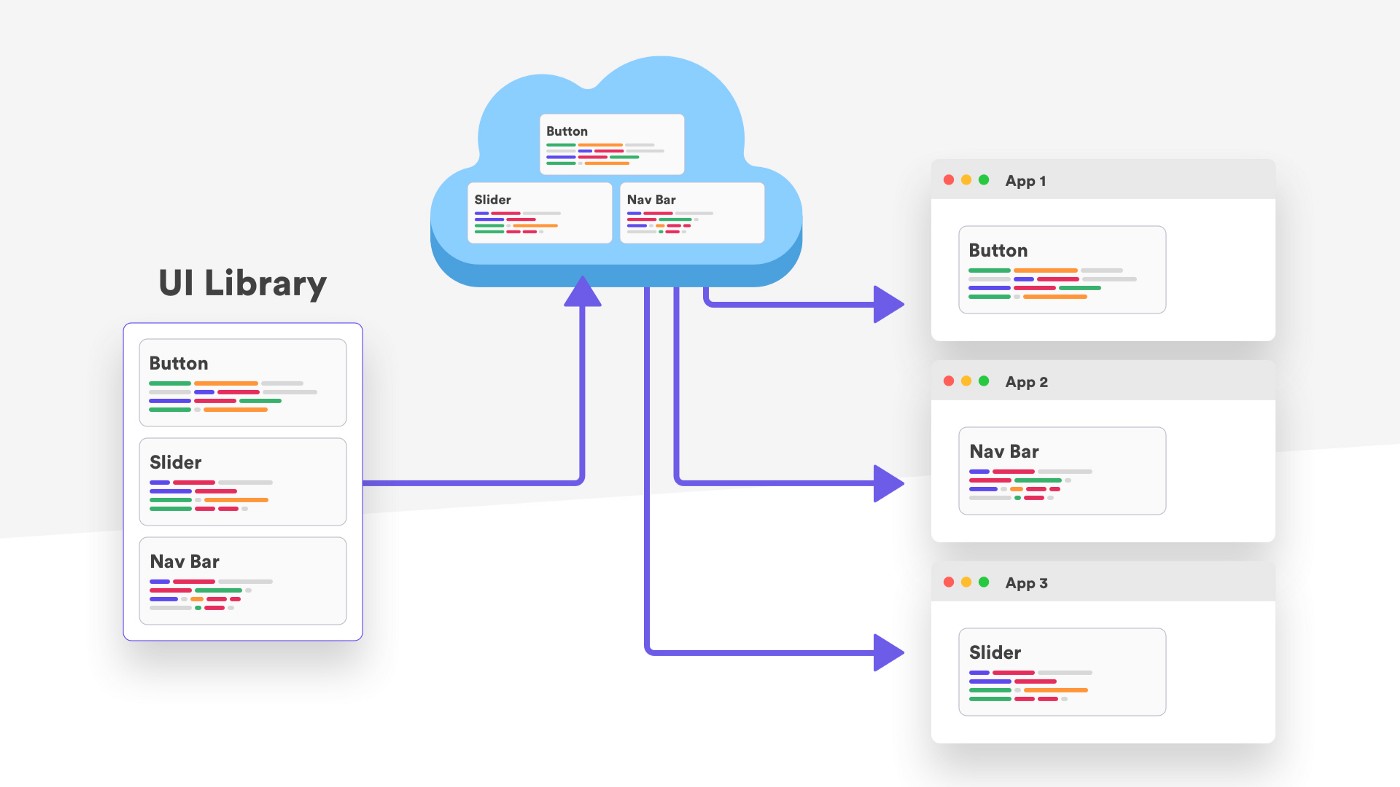 UI Library
Button
Slider
Nav Bar
Button
Slider
Nav Bar
App 1
Button
App 2
Nav Bar
App 3
Slider